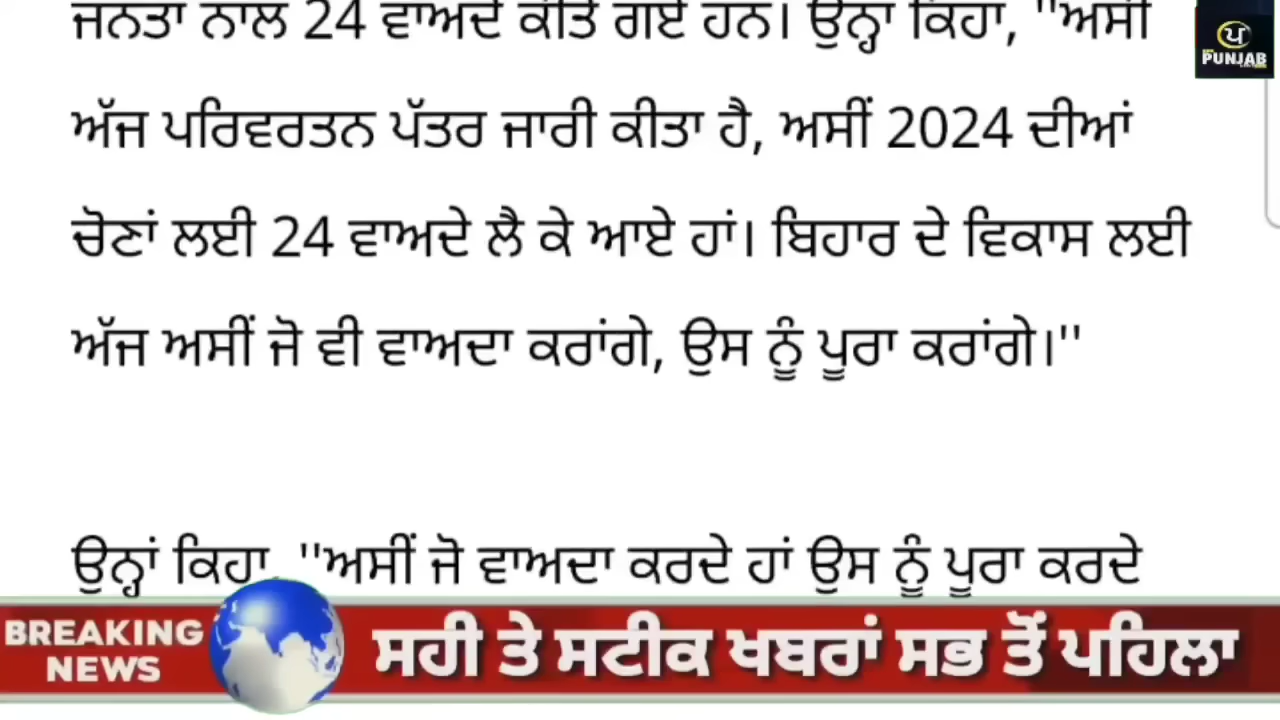 ਜਨਤਾ ਨਾਲ 24 ਵਾਅਦੇ ਕੀਤੇ ਗਏ ਹਨ। ਉਨ੍ਹਾਂ ਕਿਹਾ, "ਅਸੀਂ
ਅੱਜ ਪਰਿਵਰਤਨ ਪੱਤਰ ਜਾਰੀ ਕੀਤਾ ਹੈ, ਅਸੀਂ 2024 ਦੀਆਂ
ਚੋਣਾਂ ਲਈ 24 ਵਾਅਦੇ ਲੈ ਕੇ ਆਏ ਹਾਂ। ਬਿਹਾਰ ਦੇ ਵਿਕਾਸ ਲਈ
ਅੱਜ ਅਸੀਂ ਜੋ ਵੀ ਵਾਅਦਾ ਕਰਾਂਗੇ, ਉਸ ਨੂੰ ਪੂਰਾ ਕਰਾਂਗੇ।"
ਉਨ੍ਹਾਂ ਕਿਹਾ, "ਅਸੀਂ ਜੋ ਵਾਅਦਾ ਕਰਦੇ ਹਾਂ ਉਸ ਨੂੰ ਪੂਰਾ ਕਰਦੇ
ਪ
PUNJAB
BREAKING
NEWS
ਸਹੀ ਤੇ ਸਟੀਕ ਖਬਰਾਂ ਸਭ ਤੋਂ ਪਹਿਲਾ